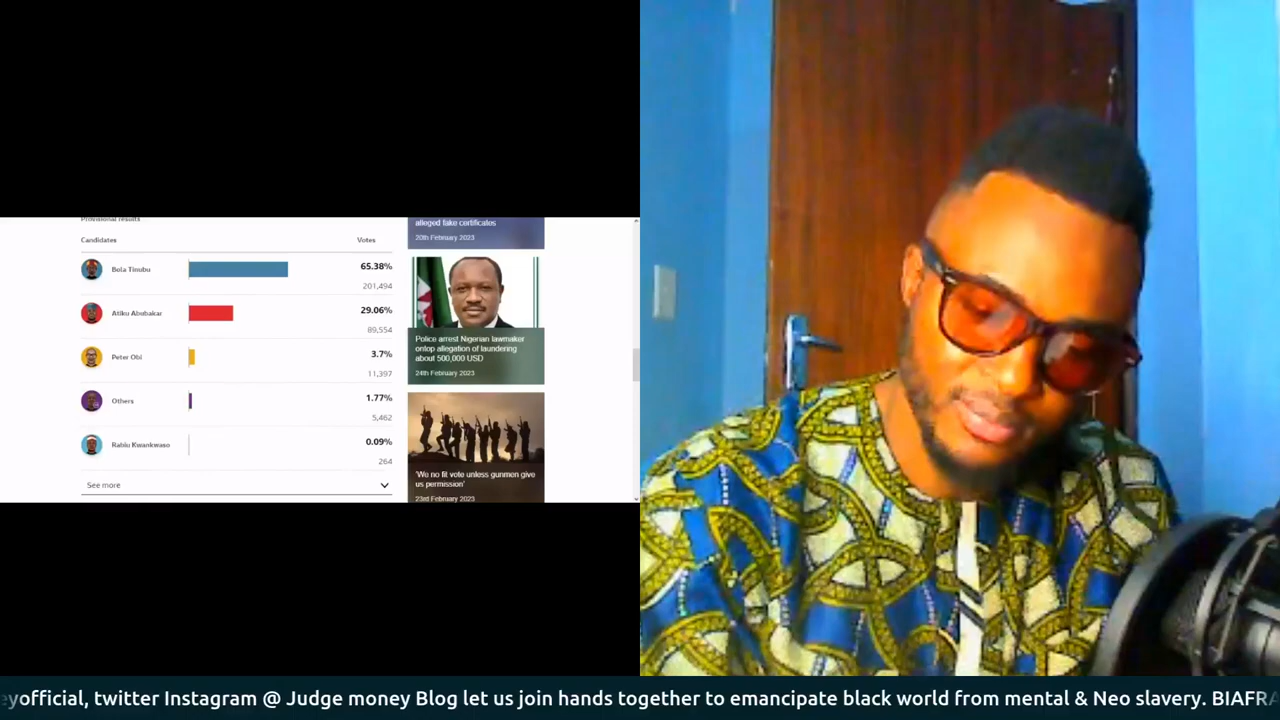 Provisional results
Candidates Votes
Bola Tinubu 65.38%
201,494
Atiku Abubakar 29.06%
89,554
Peter Obi 3.7%
11,397
Others 1.77%
5,462
Rabiu Kwankwaso 0.09%
264
See more
alleged fake certificates
20th February 2023
Police arrest Nigerian lawmaker
ontop allegation of laundering
about 500,000 USD
24th February 2023
'Wo no fit vote unless gunmon give
us permission'
23rd February 2023
eyofficial, twitter Instagram @ Judge money Blog let us join hands together to emancipate black world from mental & Neo slavery. BIAFRA